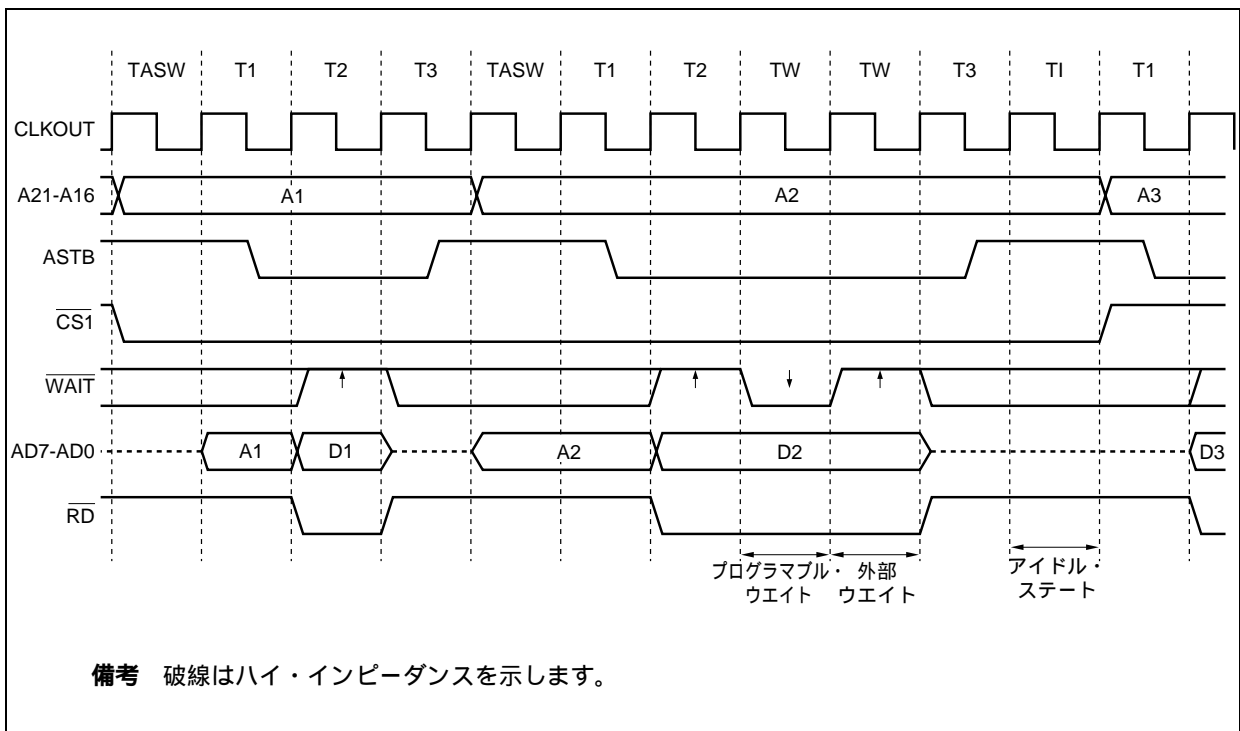 TASW T1 T2 T3 TASW T1 T2 TW TW T3 TI T1
CLKOUT
A21-A16 A1 A2 A3
ASTB
CS1
WAIT
AD7-AD0 A1 D1 A2 D2 D3
RD
プログラマブル・ 外部 アイドル・
ウエイト ウエイト ステート
備考 破線はハイ・インピーダンスを示します。